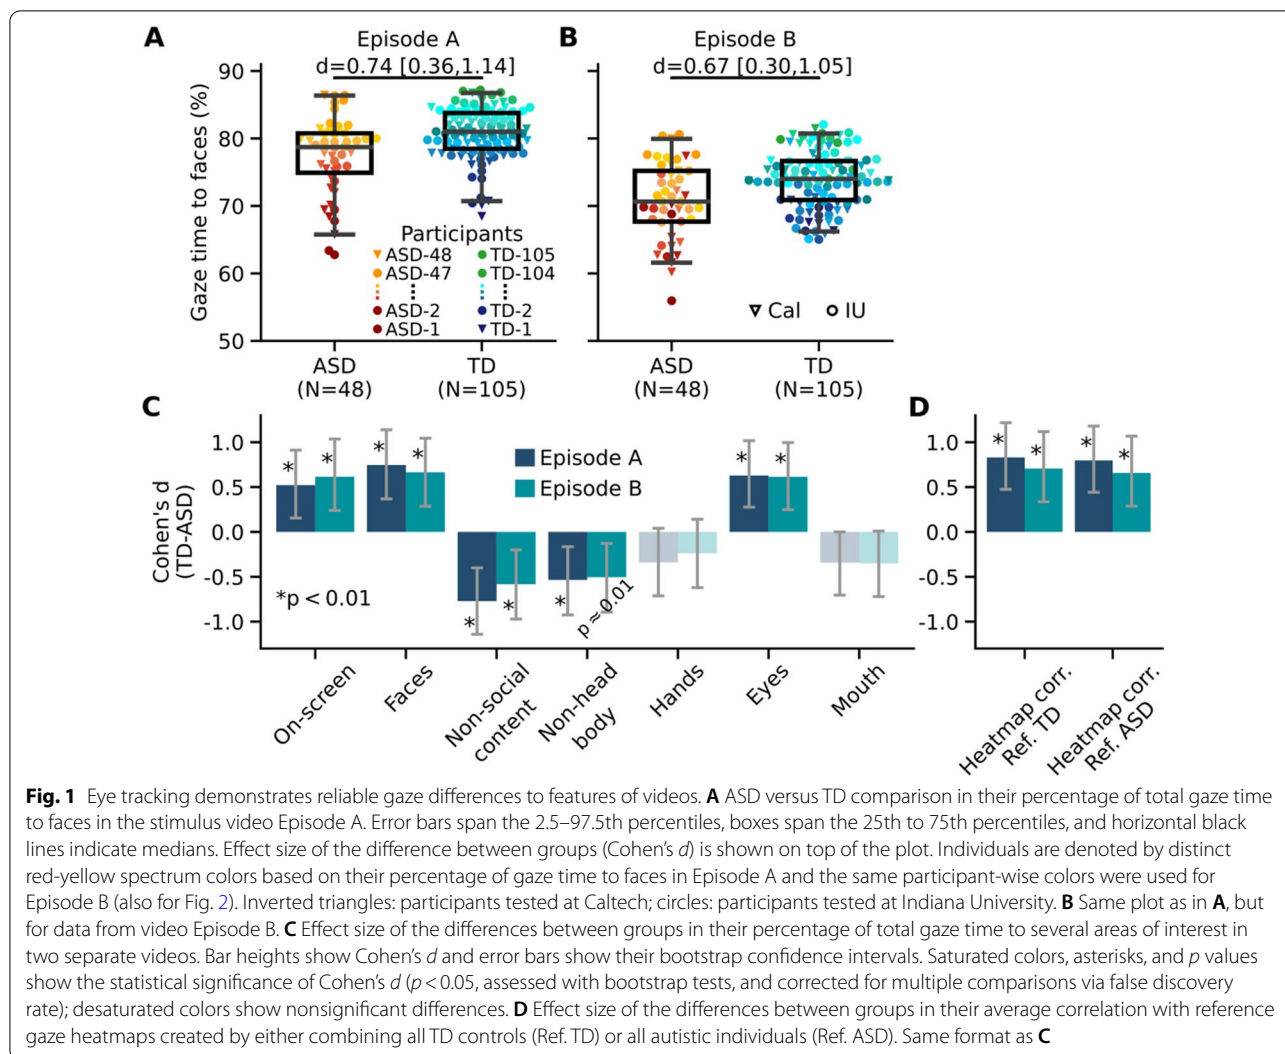 A
Episode A
d=0.74 [0.36,1.14]
B
Episode B
d=0.67 [0.30,1.05]
Gaze time to faces (%)
90
80
70
60
50
Participants
ASD-48
TD-105
ASD-47
TD-104
ASD-2
TD-2
ASD-1
TD-1
Cal
IU
ASD
(N=48)
TD
(N=105)
ASD
(N=48)
TD
(N=105)
C
Cohen's d
(TD-ASD)
1.0
0.5
0.0
-0.5
-1.0
* * * * * * * *
*
Episode A
Episode B
*p < 0.01
p ≈ 0.01
On-screen
Faces
Non-social
content
Non-head
body
Hands
Eyes
Mouth
D
1.0
0.5
0.0
-0.5
-1.0
* * * *
Heatmap corr.
Ref. TD
Heatmap corr.
Ref. ASD
Fig. 1 Eye tracking demonstrates reliable gaze differences to features of videos. A ASD versus TD comparison in their percentage of total gaze time
to faces in the stimulus video Episode A. Error bars span the 2.5–97.5th percentiles, boxes span the 25th to 75th percentiles, and horizontal black
lines indicate medians. Effect size of the difference between groups (Cohen's d) is shown on top of the plot. Individuals are denoted by distinct
red-yellow spectrum colors based on their percentage of gaze time to faces in Episode A and the same participant-wise colors were used for
Episode B (also for Fig. 2). Inverted triangles: participants tested at Caltech; circles: participants tested at Indiana University. B Same plot as in A, but
for data from video Episode B. C Effect size of the differences between groups in their percentage of total gaze time to several areas of interest in
two separate videos. Bar heights show Cohen's d and error bars show their bootstrap confidence intervals. Saturated colors, asterisks, and p values
show the statistical significance of Cohen's d (p < 0.05, assessed with bootstrap tests, and corrected for multiple comparisons via false discovery
rate); desaturated colors show nonsignificant differences. D Effect size of the differences between groups in their average correlation with reference
gaze heatmaps created by either combining all TD controls (Ref. TD) or all autistic individuals (Ref. ASD). Same format as C